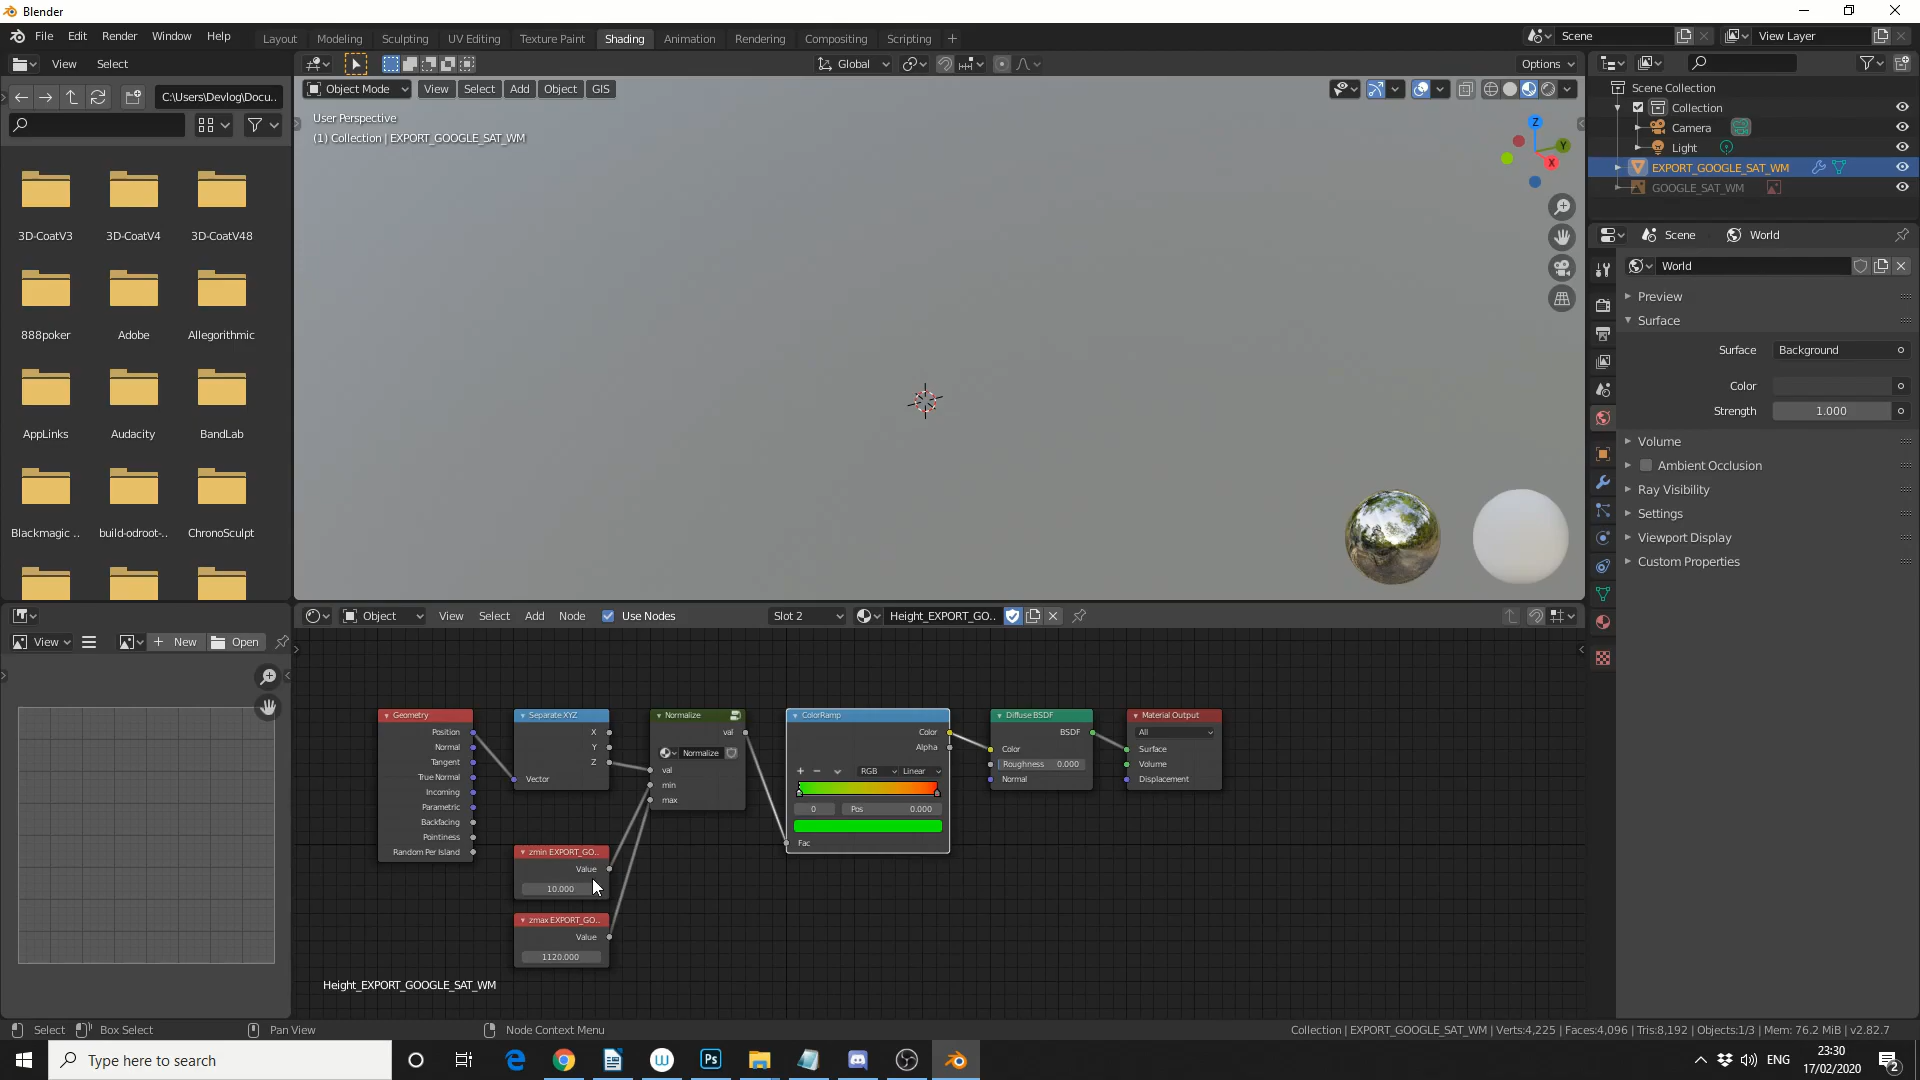 Blender
File Edit Render Window Help
Layout Modeling Sculpting UV Editing Texture Paint Shading Animation Rendering Compositing Scripting +
Scene
View Layer
View Select
Global
Options
C:\Users\Devlog\Docu..
Object Mode View Select Add Object GIS
User Perspective
(1) Collection | EXPORT_GOOGLE_SAT_WM
Z
Y
X
3D-CoatV3 3D-CoatV4 3D-CoatV48
888poker Adobe Allegorithmic
AppLinks Audacity BandLab
Blackmagic .. build-odroot-.. ChronoSculpt
Scene Collection
Collection
Camera
Light
EXPORT_GOOGLE_SAT_WM
GOOGLE_SAT_WM
Scene World
World
Preview
Surface
Surface Background
Color
Strength 1.000
Volume
Ambient Occlusion
Ray Visibility
Settings
Viewport Display
Custom Properties
View + New Open
Object View Select Add Node Use Nodes Slot 2 Height_EXPORT_GO..
Geometry
Position
Normal
Tangent
True Normal
Incoming
Parametric
Backfacing
Pointiness
Random Per Island
Separate XYZ
X
Y
Z
Vector
zmin EXPORT_GO..
Value
10.000
zmax EXPORT_GO..
Value
1120.000
Normalize
val
Normalize
val
min
max
ColorRamp
Color
Alpha
+ − RGB Linear
0 Pos 0.000
Fac
Diffuse BSDF
BSDF
Color
Roughness 0.000
Normal
Material Output
All
Surface
Volume
Displacement
Height_EXPORT_GOOGLE_SAT_WM
Select Box Select Pan View Node Context Menu
Collection | EXPORT_GOOGLE_SAT_WM | Verts:4,225 | Faces:4,096 | Tris:8,192 | Objects:1/3 | Mem: 76.2 MiB | v2.82.7
Type here to search
Ps
ENG
23:30
17/02/2020
2